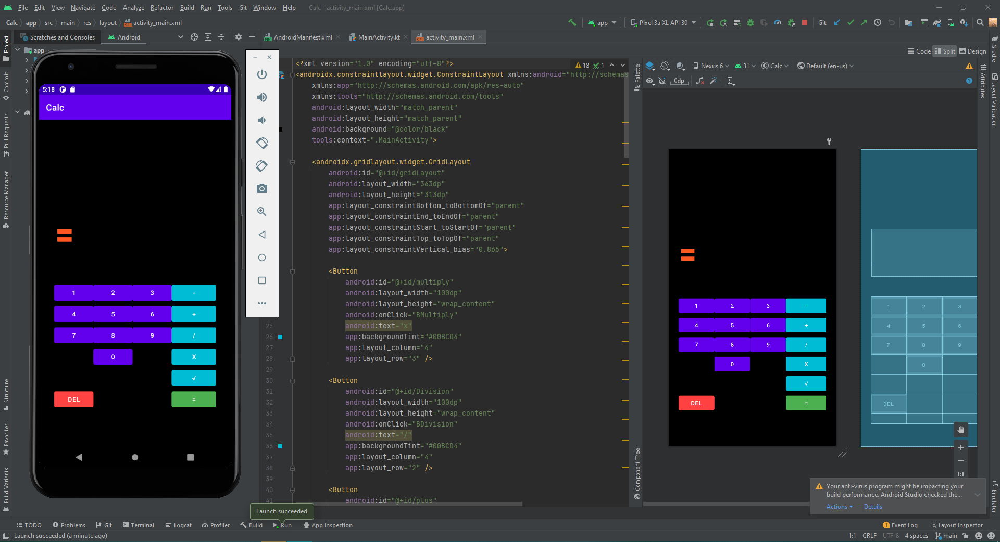 File Edit View Navigate Code Analyze Refactor Build Run Tools Git Window Help Calc - activity_main.xml [Calc.app]
Calc app src main res layout activity_main.xml
app Pixel 3a XL API 30 Git:
Project
Commit
Pull Requests
Resource Manager
Structure
Favorites
Build Variants
Scratches and Consoles Android
AndroidManifest.xml MainActivity.kt activity_main.xml
app
Code Split Design
5:18
Calc
=
1 2 3 -
4 5 6 +
7 8 9 /
0 X
√
DEL =
18 1
<?xml version="1.0" encoding="utf-8"?>
<androidx.constraintlayout.widget.ConstraintLayout xmlns:android="http://schemas
xmlns:app="http://schemas.android.com/apk/res-auto"
xmlns:tools="http://schemas.android.com/tools"
android:layout_width="match_parent"
android:layout_height="match_parent"
android:background="@color/black"
tools:context=".MainActivity">
<androidx.gridlayout.widget.GridLayout
android:id="@+id/gridLayout"
android:layout_width="363dp"
android:layout_height="313dp"
app:layout_constraintBottom_toBottomOf="parent"
app:layout_constraintEnd_toEndOf="parent"
app:layout_constraintStart_toStartOf="parent"
app:layout_constraintTop_toTopOf="parent"
app:layout_constraintVertical_bias="0.865">
<Button
android:id="@+id/multiply"
android:layout_width="100dp"
android:layout_height="wrap_content"
android:onClick="BMultiply"
25 android:text="x"
26 app:backgroundTint="#00BCD4"
27 app:layout_column="4"
28 app:layout_row="3" />
29
30 <Button
31 android:id="@+id/Division"
32 android:layout_width="100dp"
33 android:layout_height="wrap_content"
34 android:onClick="BDivision"
35 android:text="/"
36 app:backgroundTint="#00BCD4"
37 app:layout_column="4"
38 app:layout_row="2" />
39
40 <Button
41 android:id="@+id/plus"
Palette
Component Tree
Nexus 6 31 Calc Default (en-us)
0dp
=
1 2 3 -
4 5 6 +
7 8 9 /
0 X
√
DEL =
=
1 2 3
4 5 6
7 8 9
0
DEL
1:1
Attributes
Gradle
Layout Validation
Emulator
Your anti-virus program might be impacting your
build performance. Android Studio checked the...
Actions Details
Launch succeeded
TODO Problems Git Terminal Logcat Profiler Build Run App Inspection 1 Event Log Layout Inspector
Launch succeeded (a minute ago) 1:1 CRLF UTF-8 4 spaces main